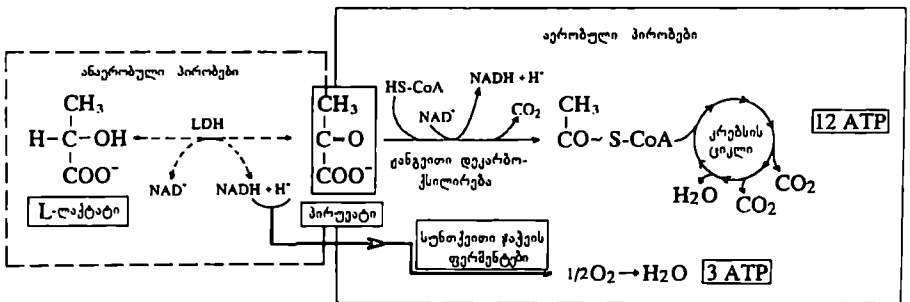 აერობული პირობები
ანაერობული პირობები
CH₃
H–C–OH
COO⁻
LDH
NAD⁺
NADH + H⁺
L-ლაქტატი
CH₃
C–O
COO⁻
პირუვატი
HS-CoA
NAD⁺
NADH + H⁺
CO₂
ჟანგვითი დეკარბო-
ქსილირება
CH₃
CO~ S-CoA
კრებსის
ციკლი
H₂O
CO₂
CO₂
12 ATP
სუნთქვითი ჯაჭვის
ფერმენტები
1/2O₂→H₂O
3 ATP